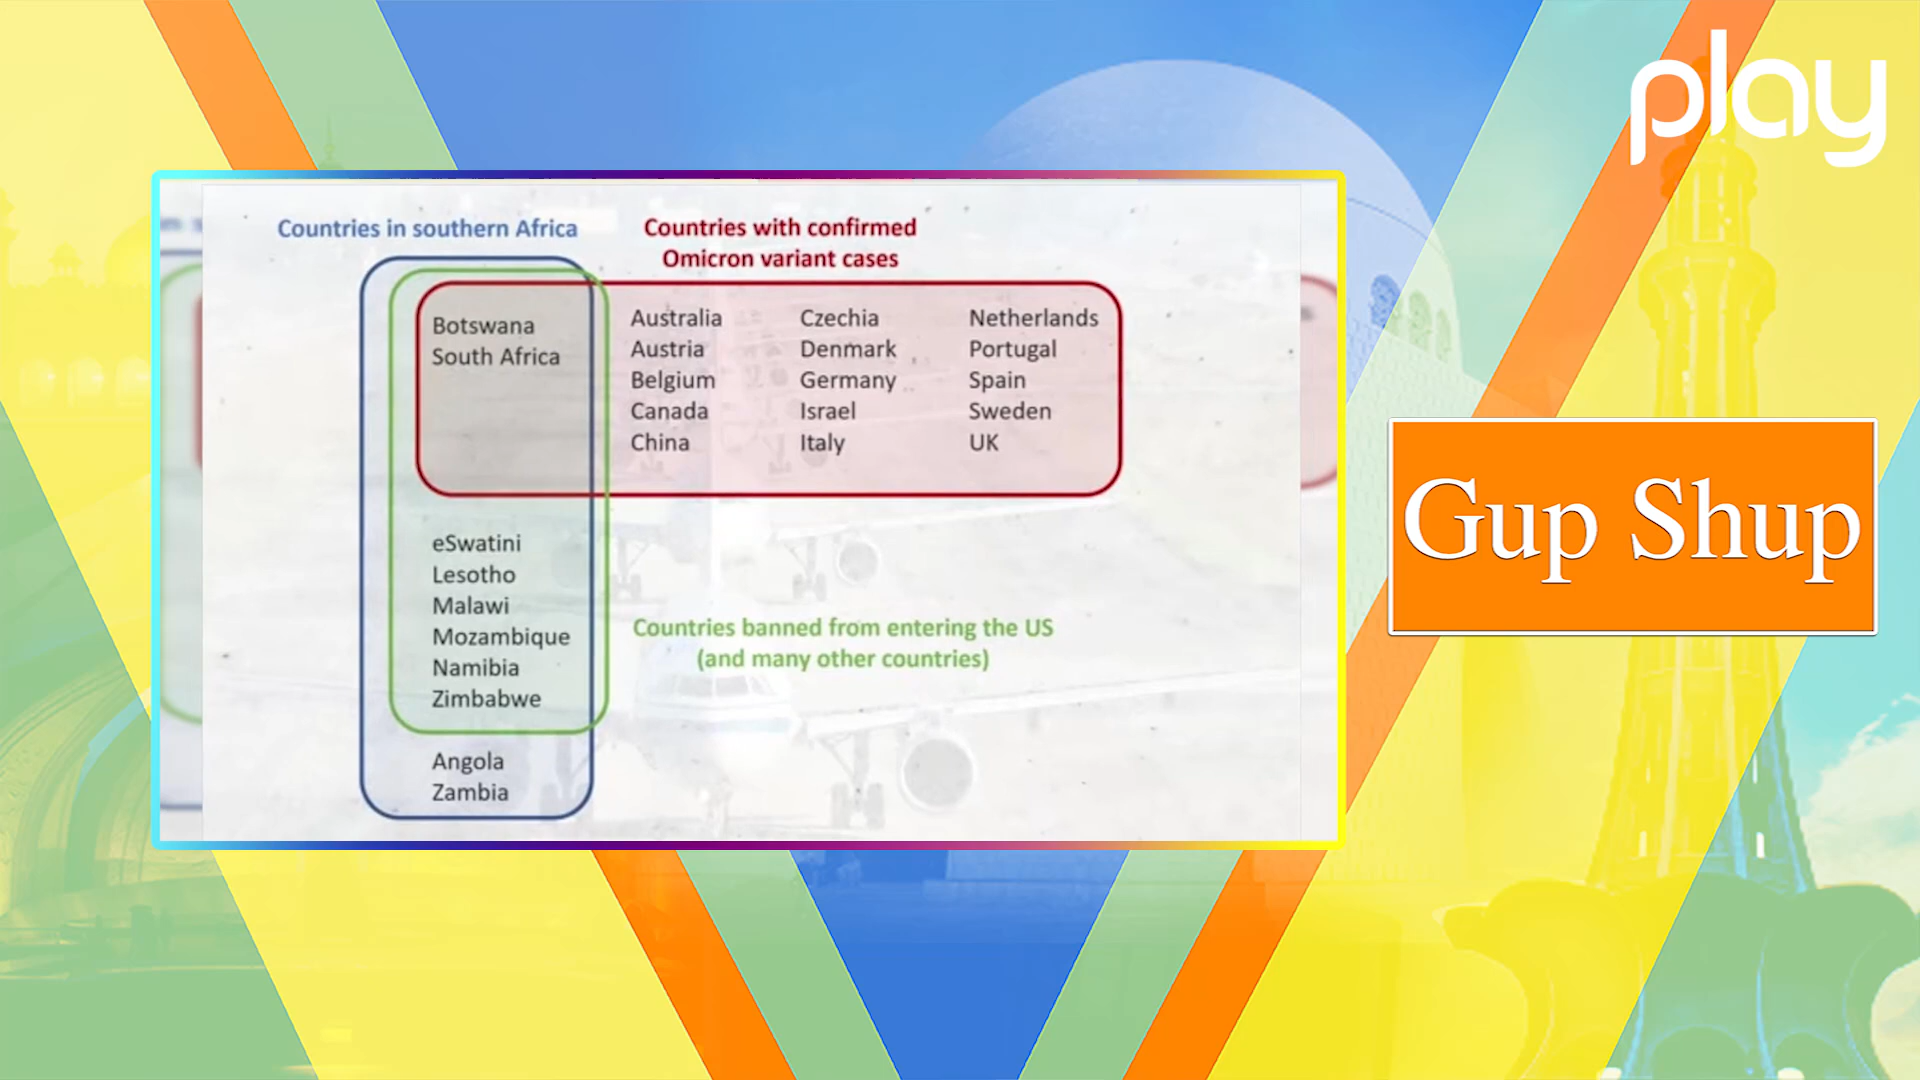 play
Countries in southern Africa
Countries with confirmed
Omicron variant cases
Botswana
South Africa
Australia
Austria
Belgium
Canada
China
Czechia
Denmark
Germany
Israel
Italy
Netherlands
Portugal
Spain
Sweden
UK
eSwatini
Lesotho
Malawi
Mozambique
Namibia
Zimbabwe
Angola
Zambia
Countries banned from entering the US
(and many other countries)
Gup Shup